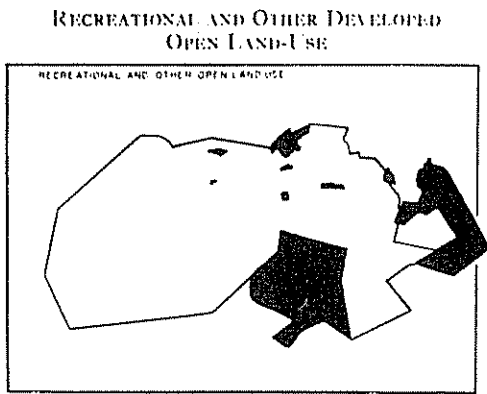 RECREATIONAL AND OTHER DEVELOPED
OPEN LAND-USE
RECREATIONAL AND OTHER OPEN LAND USE